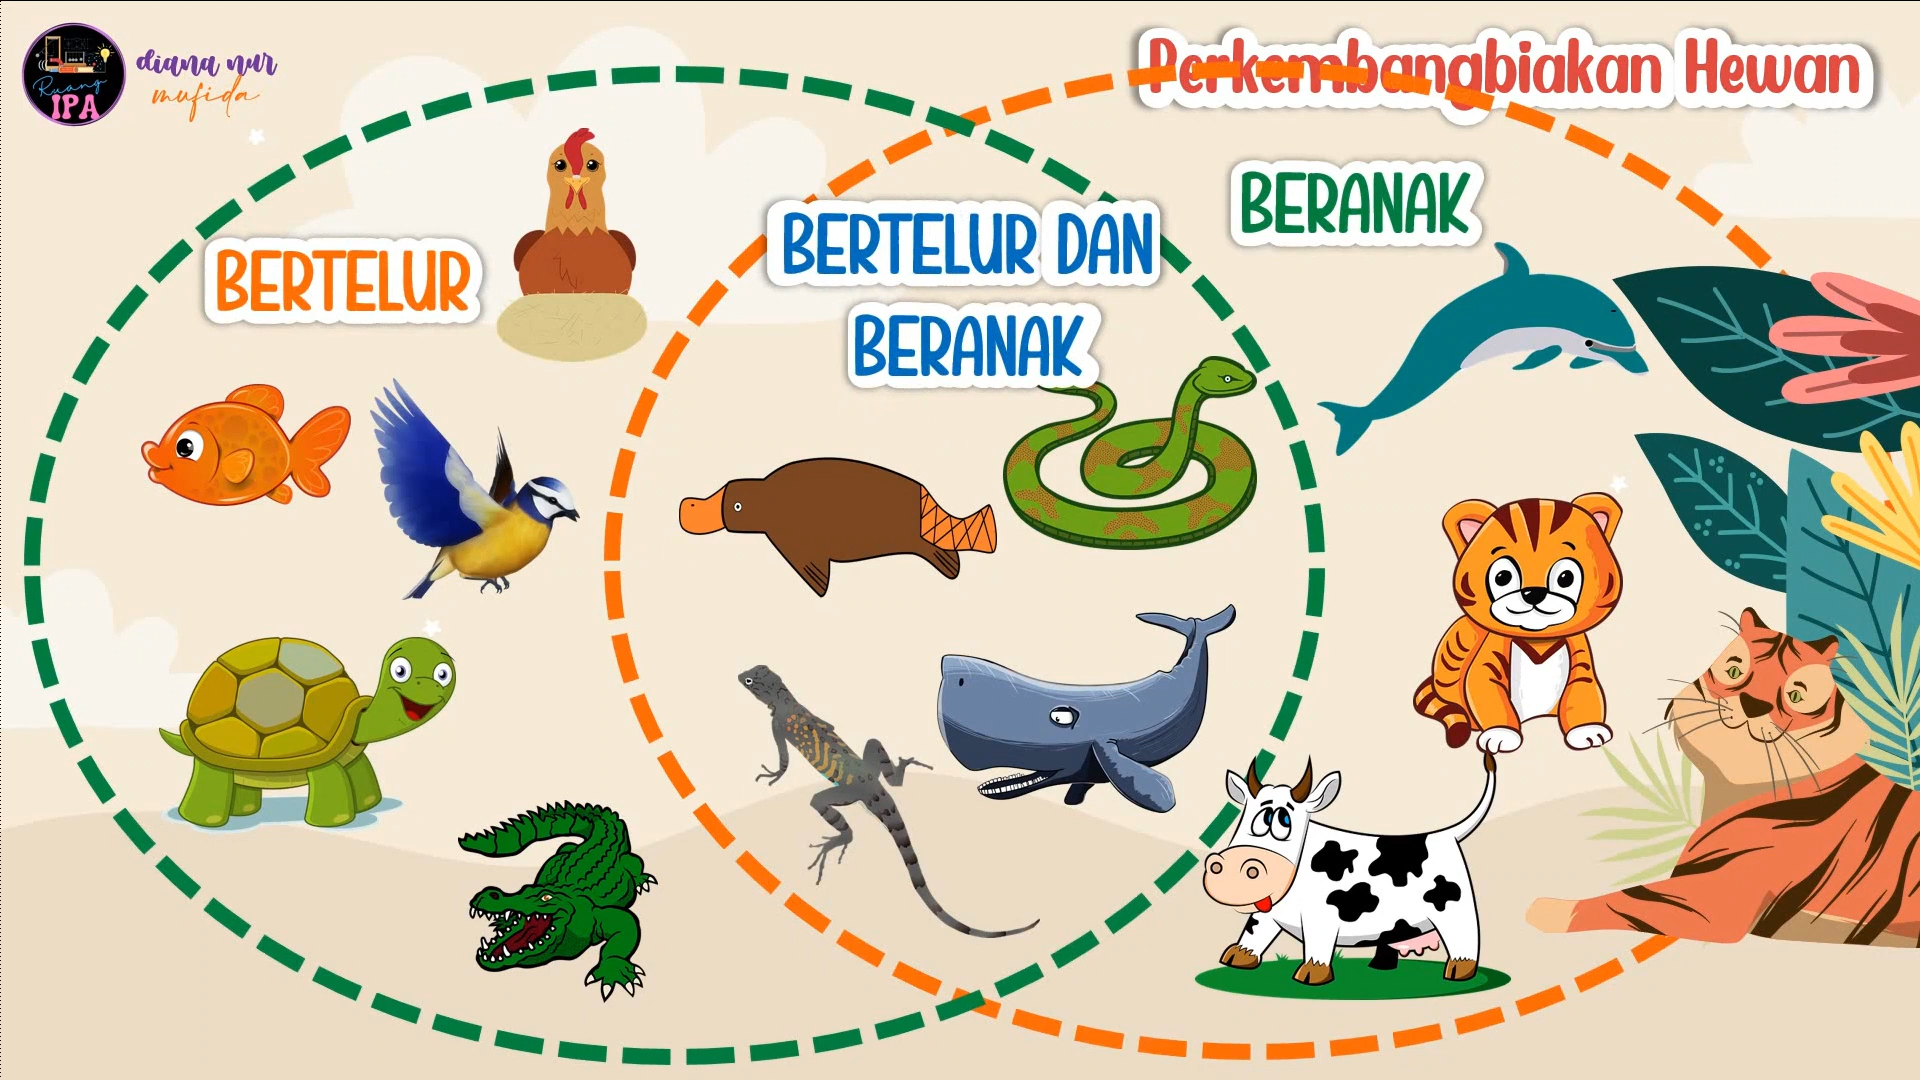 Ruang
IPA
diana nur
mufida
Perkembangbiakan Hewan
BERTELUR
BERTELUR DAN
BERANAK
BERANAK